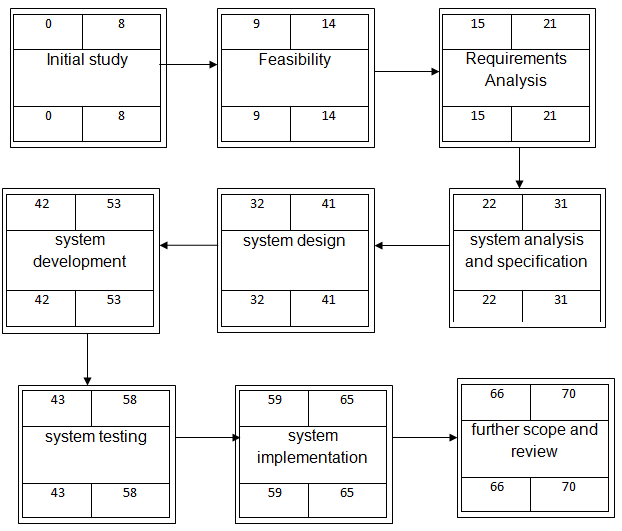 0 8
Initial study
0 8
9 14
Feasibility
9 14
15 21
Requirements
Analysis
15 21
22 31
system analysis
and specification
22 31
32 41
system design
32 41
42 53
system
development
42 53
43 58
system testing
43 58
59 65
system
implementation
59 65
66 70
further scope and
review
66 70